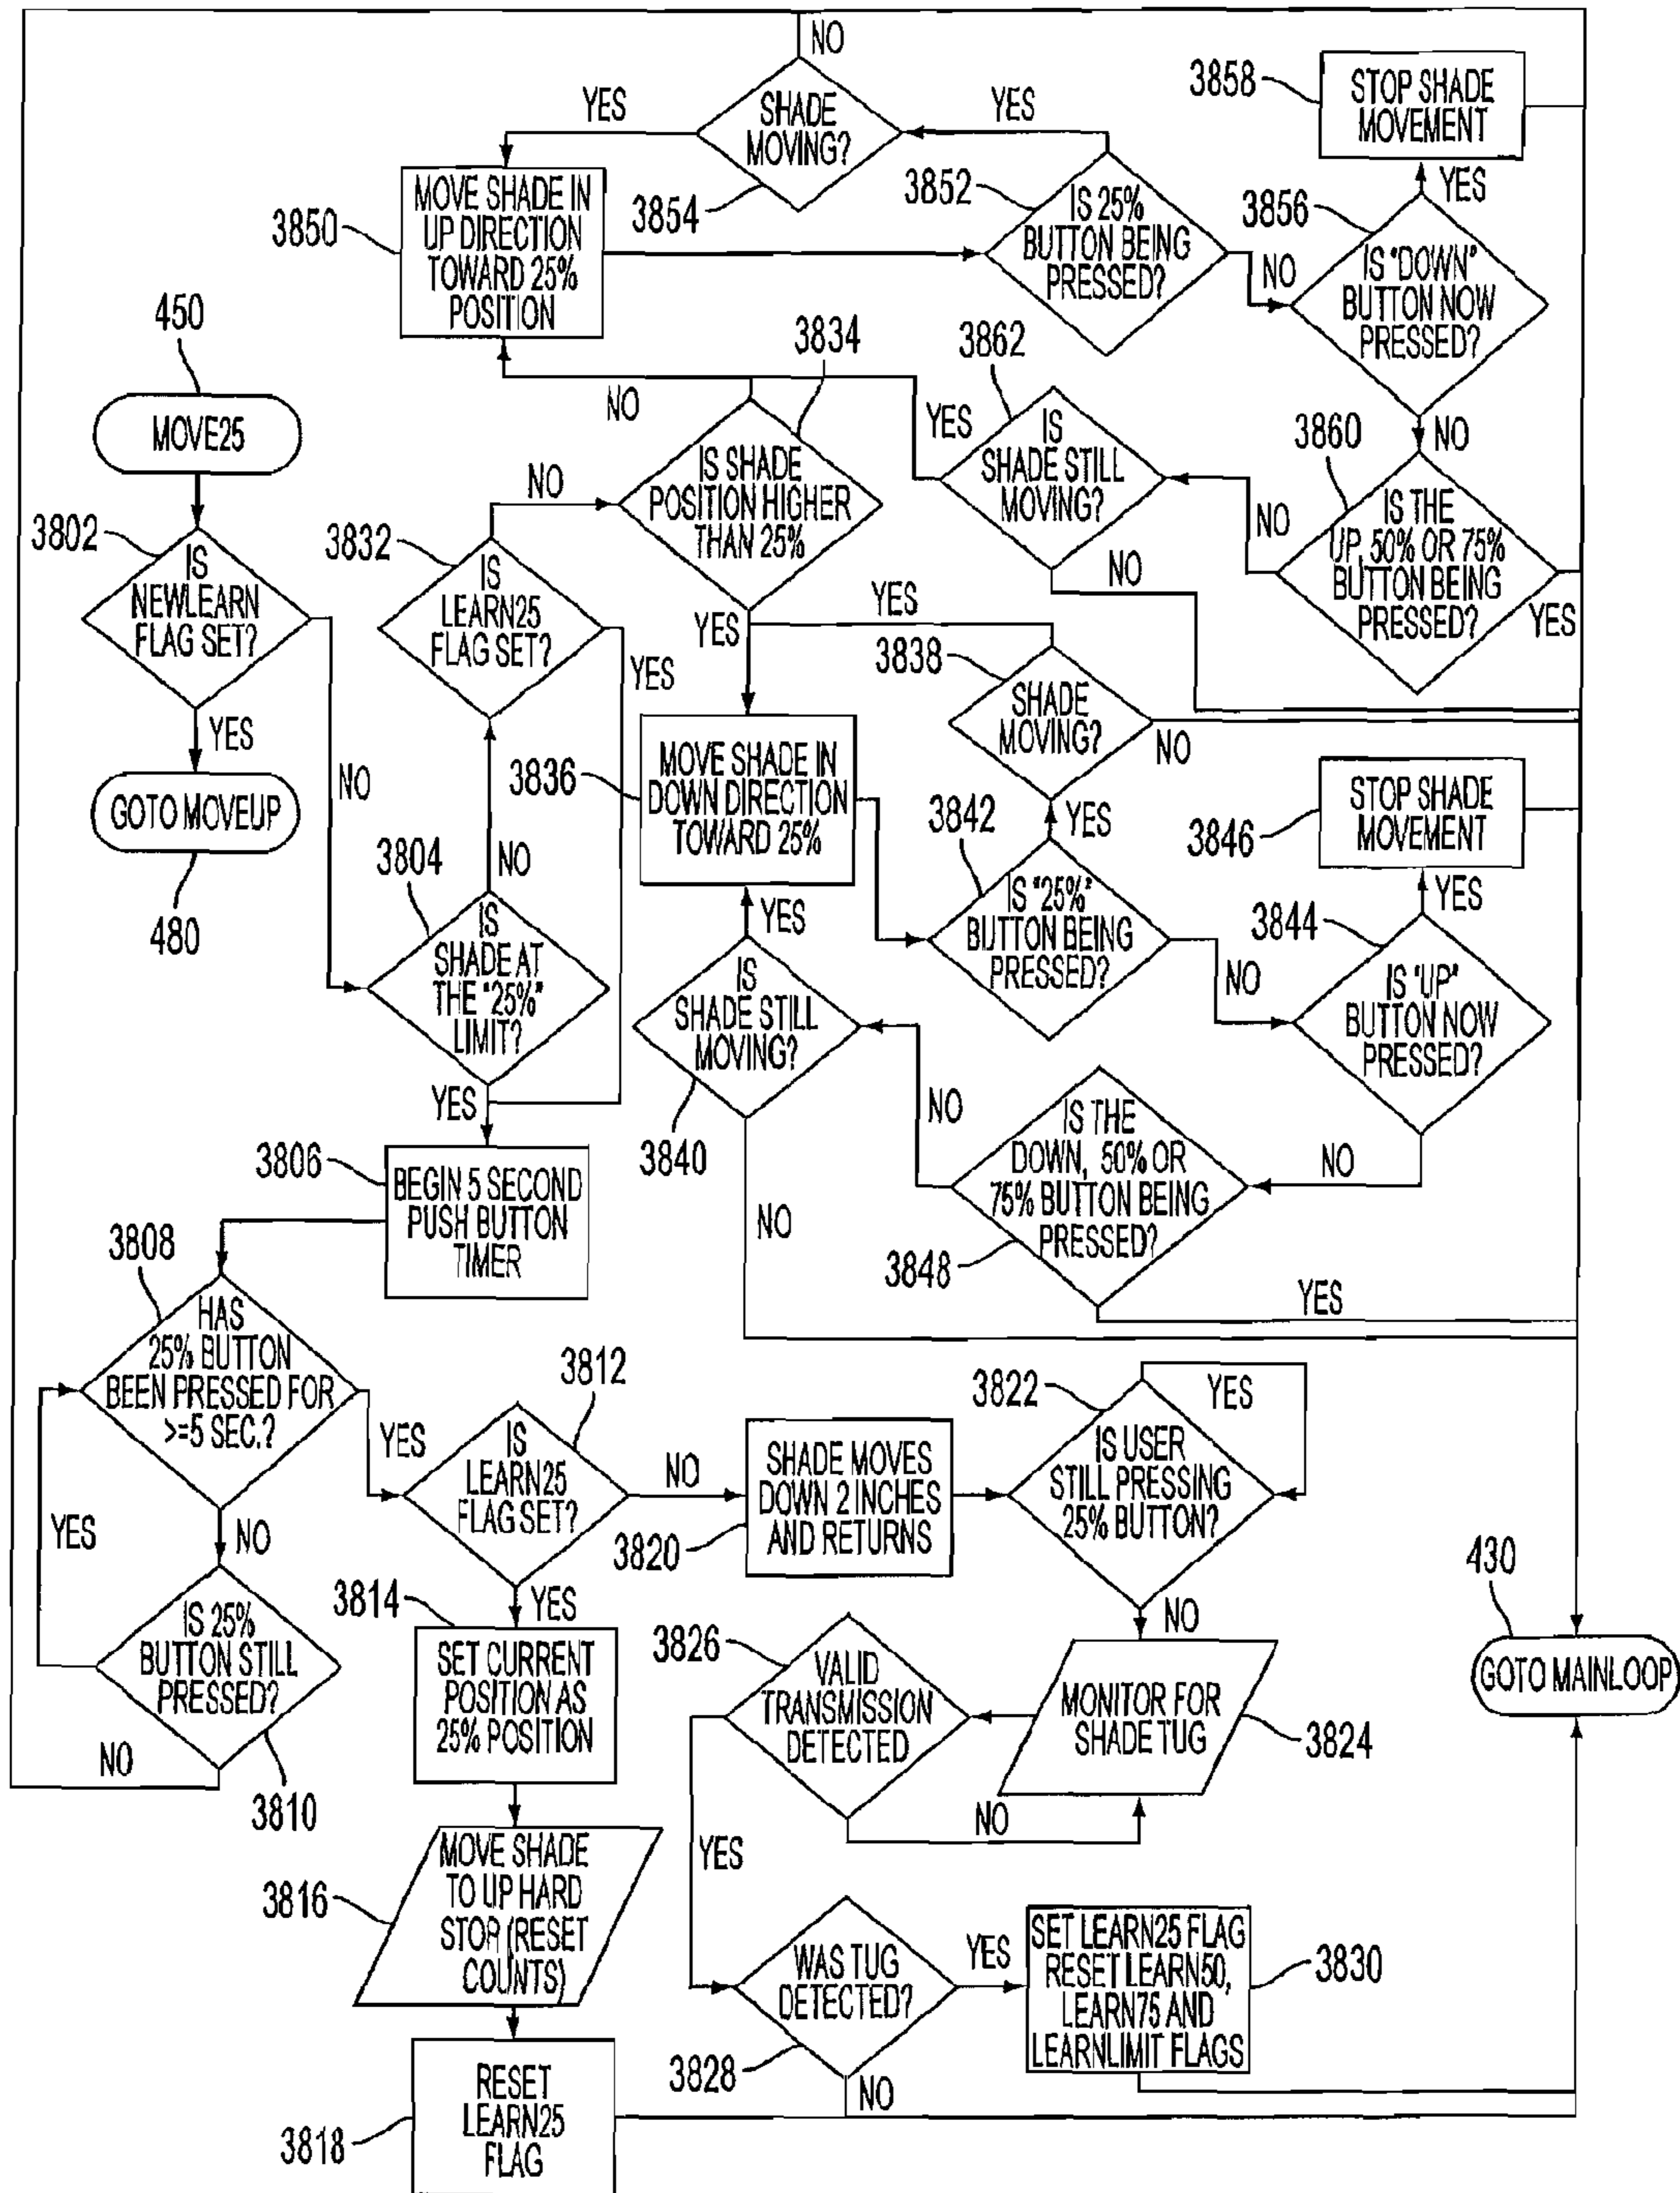 NO
SHADE
MOVING?
YES
YES
3854
3858
STOP SHADE
MOVEMENT
YES
3850
MOVE SHADE IN
UP DIRECTION
TOWARD 25%
POSITION
3852
IS 25%
BUTTON BEING
PRESSED?
NO
3856
IS "DOWN"
BUTTON NOW
PRESSED?
NO
450
MOVE25
3802
IS
NEWLEARN
FLAG SET?
YES
NO
GOTO MOVEUP
480
3832
IS
LEARN25
FLAG SET?
NO
YES
3834
NO
IS SHADE
POSITION HIGHER
THAN 25%
YES
3862
YES
IS
SHADE STILL
MOVING?
NO
3860
IS THE
UP, 50% OR 75%
BUTTON BEING
PRESSED?
NO
YES
3838
YES
SHADE
MOVING?
NO
3836
MOVE SHADE IN
DOWN DIRECTION
TOWARD 25%
3804
NO
IS
SHADE AT
THE "25%"
LIMIT?
YES
3842
YES
IS "25%"
BUTTON BEING
PRESSED?
NO
3846
STOP SHADE
MOVEMENT
YES
3844
IS "UP"
BUTTON NOW
PRESSED?
NO
YES
IS
SHADE STILL
MOVING?
3840
NO
NO
IS THE
DOWN, 50% OR
75% BUTTON BEING
PRESSED?
3848
YES
3806
BEGIN 5 SECOND
PUSH BUTTON
TIMER
3808
HAS
25% BUTTON
BEEN PRESSED FOR
>=5 SEC.?
YES
NO
YES
IS 25%
BUTTON STILL
PRESSED?
NO
3810
3812
IS
LEARN25
FLAG SET?
NO
YES
3820
SHADE MOVES
DOWN 2 INCHES
AND RETURNS
3822
YES
IS USER
STILL PRESSING
25% BUTTON?
NO
430
GOTO MAINLOOP
3814
SET CURRENT
POSITION AS
25% POSITION
3826
VALID
TRANSMISSION
DETECTED
MONITOR FOR
SHADE TUG
3824
NO
YES
3816
MOVE SHADE
TO UP HARD
STOP (RESET
COUNTS)
WAS TUG
DETECTED?
YES
3828
NO
SET LEARN25 FLAG
RESET LEARN50,
LEARN75 AND
LEARNLIMIT FLAGS
3830
3818
RESET
LEARN25
FLAG